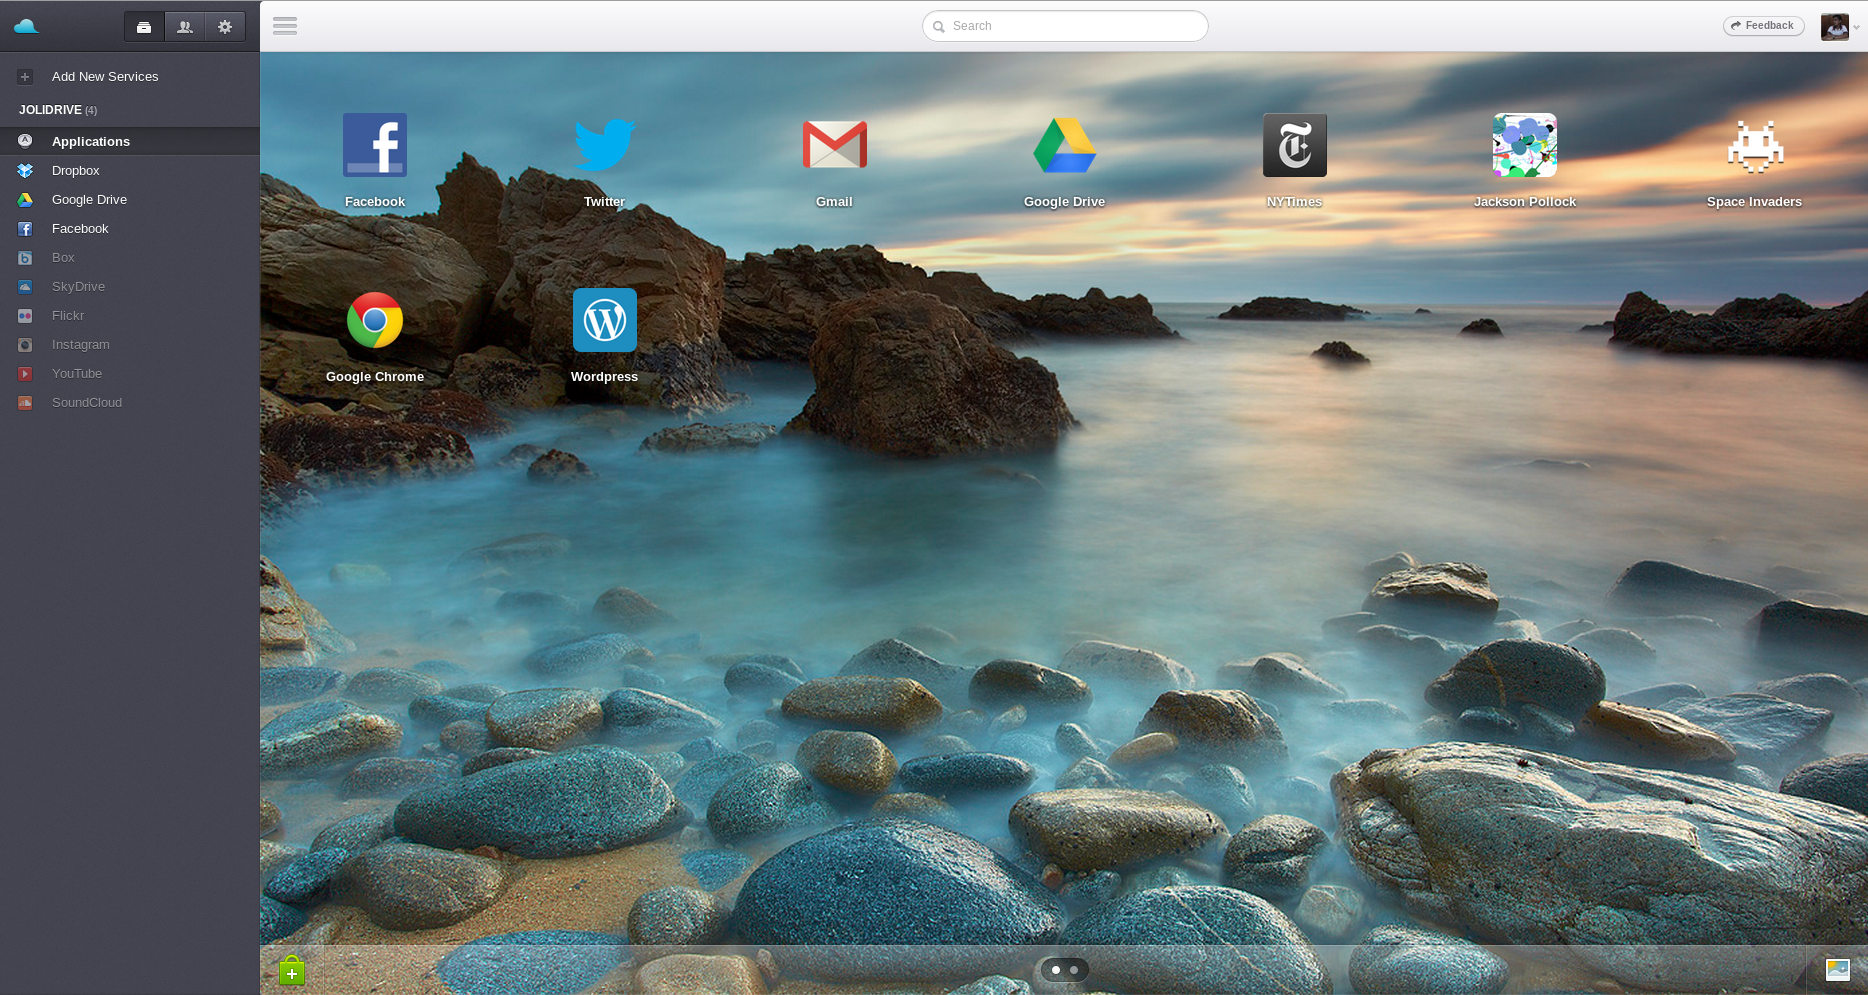 Search
Feedback
Add New Services
JOLIDRIVE (4)
Applications
Dropbox
Google Drive
Facebook
Box
SkyDrive
Flickr
Instagram
YouTube
SoundCloud
Facebook
Twitter
Gmail
Google Drive
NYTimes
Jackson Pollock
Space Invaders
Google Chrome
Wordpress